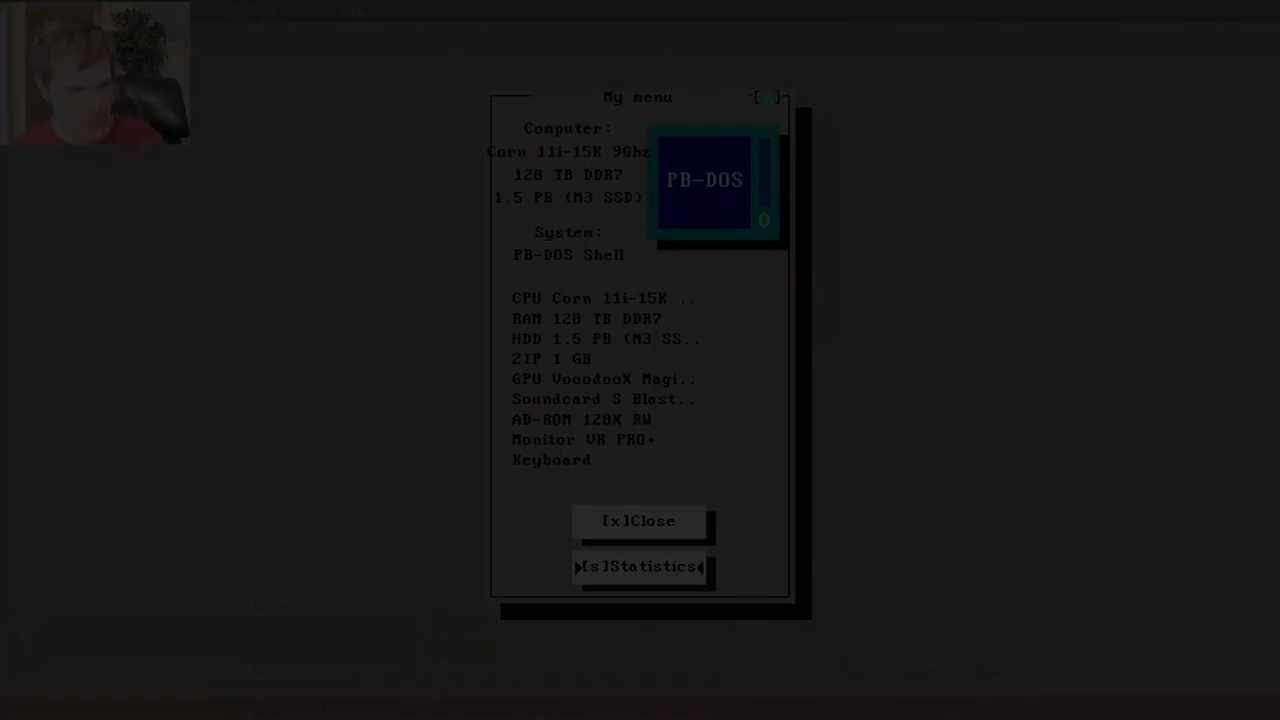 My menu
Computer:
Corn 11i-15K 9Ghz
128 TB DDR7
1.5 PB (M3 SSD)
PB-DOS
System:
PB-DOS Shell
CPU Corn 11i-15K ..
RAM 128 TB DDR7
HDD 1.5 PB (M3 SS..
ZIP 1 GB
GPU VooodooX Magi..
Soundcard S Blast..
AD-ROM 128X RW
Monitor VR PRO+
Keyboard
[x]Close
[s]Statistics